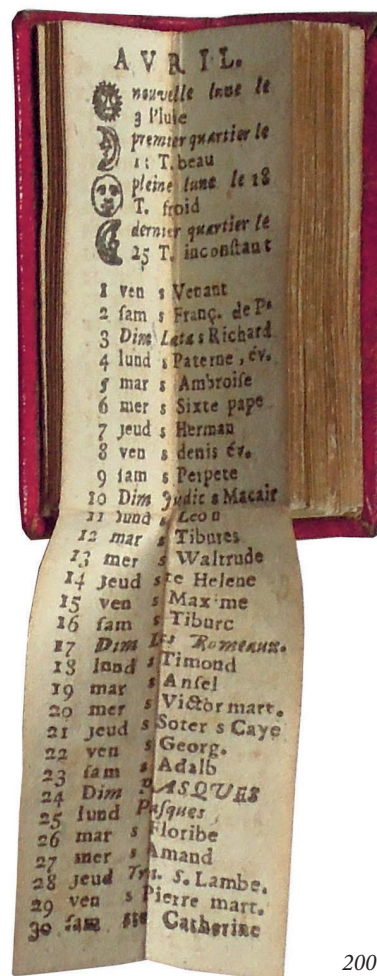 AVRIL.
nouvelle lune le
3 Pluie
premier quartier le
11 T. beau
pleine lune le 18
T. froid
dernier quartier le
25 T. inconſtant
1 ven s Venant
2 ſam s Franç. de P.
3 Dim Læta s Richard
4 lund s Paterne, év.
5 mar s Ambroiſe
6 mer s Sixte pape
7 jeud s Herman
8 ven s denis év.
9 ſam s Perpete
10 Dim Judic s Macair
11 lund s Leon
12 mar s Tibures
13 mer s Waltrude
14 jeud ste Helene
15 ven s Maxime
16 ſam s Tiburc
17 Dim Les Romeaux.
18 lund s Timond
19 mar s Anſel
20 mer s Victor mart.
21 jeud s Soter s Caye
22 ven s Georg.
23 ſam s Adalb
24 Dim PASQUES
25 lund Paſques
26 mar s Floribe
27 mer s Amand
28 jeud s. Lambe.
29 ven s Pierre mart.
30 ſam ste Catherine
200